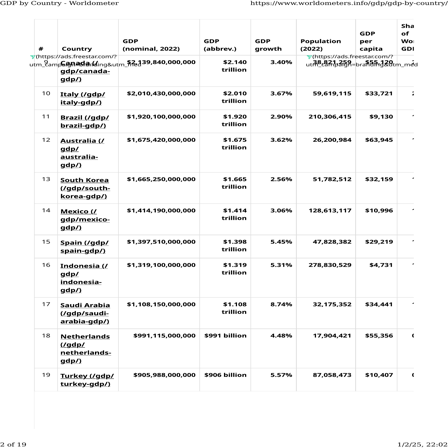 GDP by Country - Worldometer https://www.worldometers.info/gdp/gdp-by-country/
# Country GDP (nominal, 2022) GDP (abbrev.) GDP growth Population (2022) GDP per capita Sha of Wo GDP
(https://ads.freestar.com/? (https://ads.freestar.com/?
9 Canada (/ $2,139,840,000,000 $2.140 3.40% 38,821,259 $55,120
gdp/canada- trillion
gdp/)
10 Italy (/gdp/ $2,010,430,000,000 $2.010 3.67% 59,619,115 $33,721
italy-gdp/) trillion
11 Brazil (/gdp/ $1,920,100,000,000 $1.920 2.90% 210,306,415 $9,130
brazil-gdp/) trillion
12 Australia (/ $1,675,420,000,000 $1.675 3.62% 26,200,984 $63,945
gdp/ trillion
australia-
gdp/)
13 South Korea $1,665,250,000,000 $1.665 2.56% 51,782,512 $32,159
(/gdp/south- trillion
korea-gdp/)
14 Mexico (/ $1,414,190,000,000 $1.414 3.06% 128,613,117 $10,996
gdp/mexico- trillion
gdp/)
15 Spain (/gdp/ $1,397,510,000,000 $1.398 5.45% 47,828,382 $29,219
spain-gdp/) trillion
16 Indonesia (/ $1,319,100,000,000 $1.319 5.31% 278,830,529 $4,731
gdp/ trillion
indonesia-
gdp/)
17 Saudi Arabia $1,108,150,000,000 $1.108 8.74% 32,175,352 $34,441
(/gdp/saudi- trillion
arabia-gdp/)
18 Netherlands $991,115,000,000 $991 billion 4.48% 17,904,421 $55,356
(/gdp/
netherlands-
gdp/)
19 Turkey (/gdp/ $905,988,000,000 $906 billion 5.57% 87,058,473 $10,407
turkey-gdp/)
2 of 19 1/2/25, 22:02